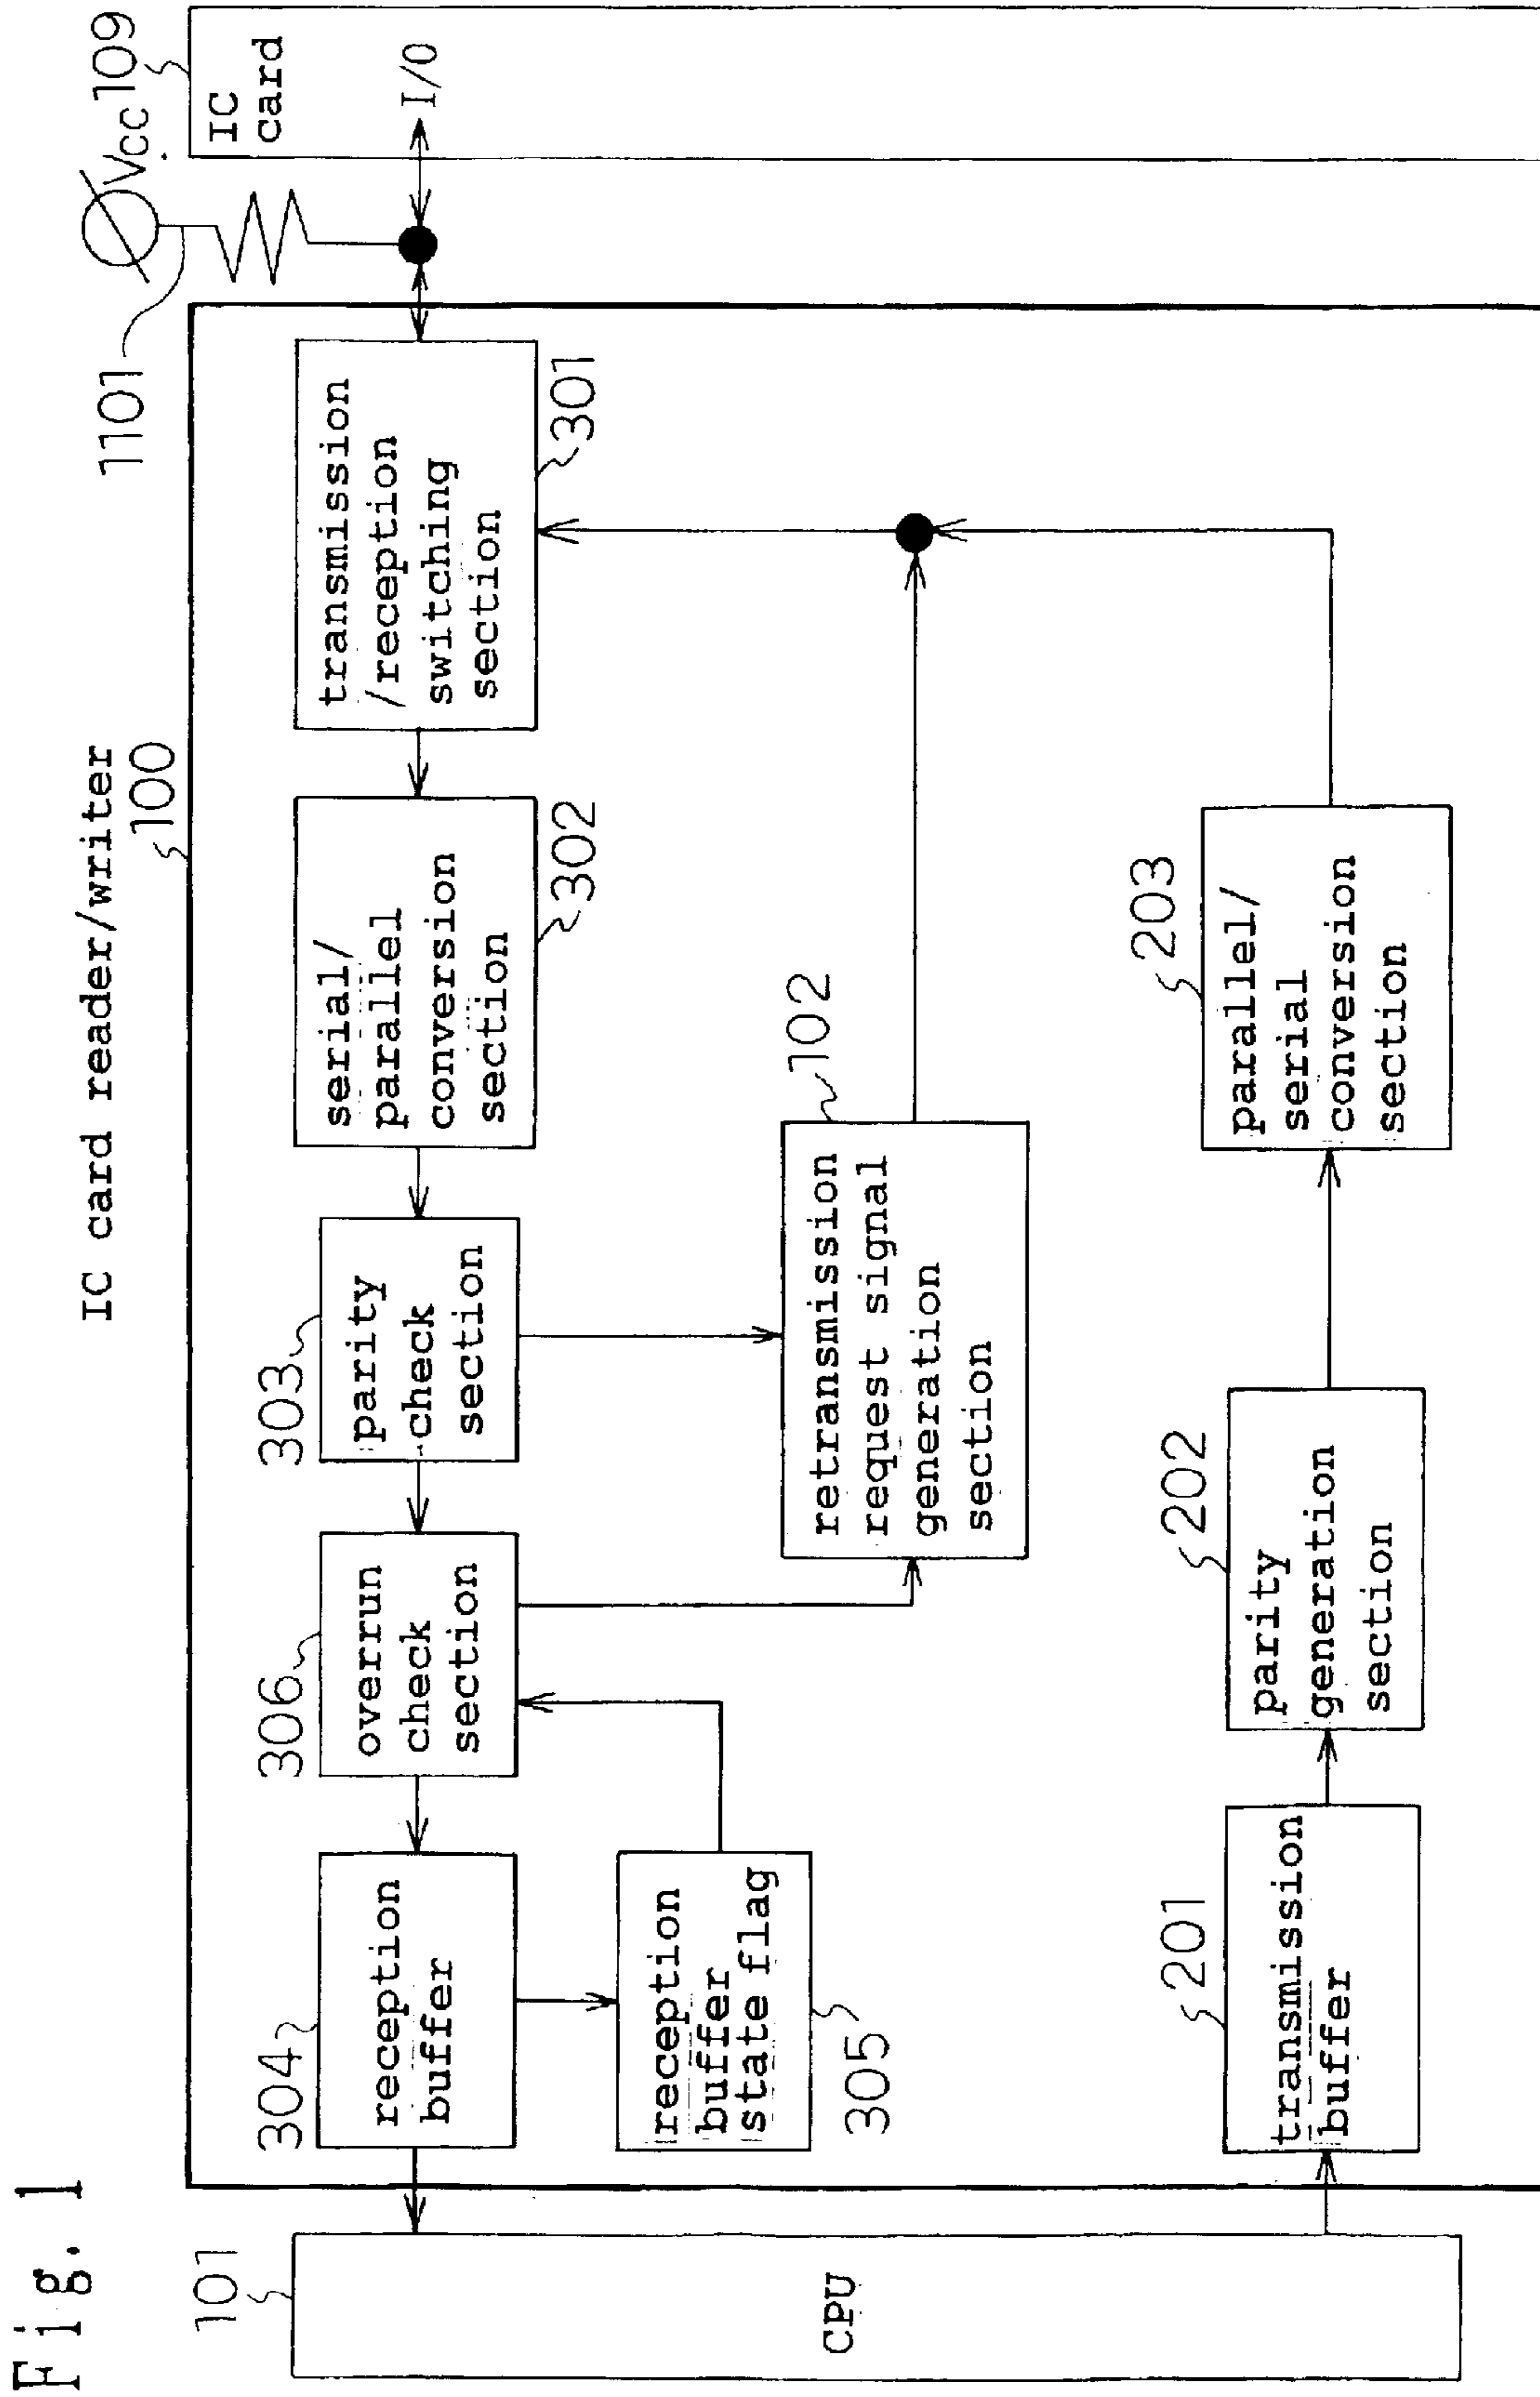 Fig. 1
IC card reader/writer
100
101
CPU
304
reception
buffer
306
overrun
check
section
303
parity
check
section
serial/
parallel
conversion
section
302
transmission
/reception
switching
section
301
1101
Vcc
109
IC
card
I/O
reception
buffer
state flag
305
retransmission
request signal
generation
section
102
201
transmission
buffer
202
parity
generation
section
203
parallel/
serial
conversion
section